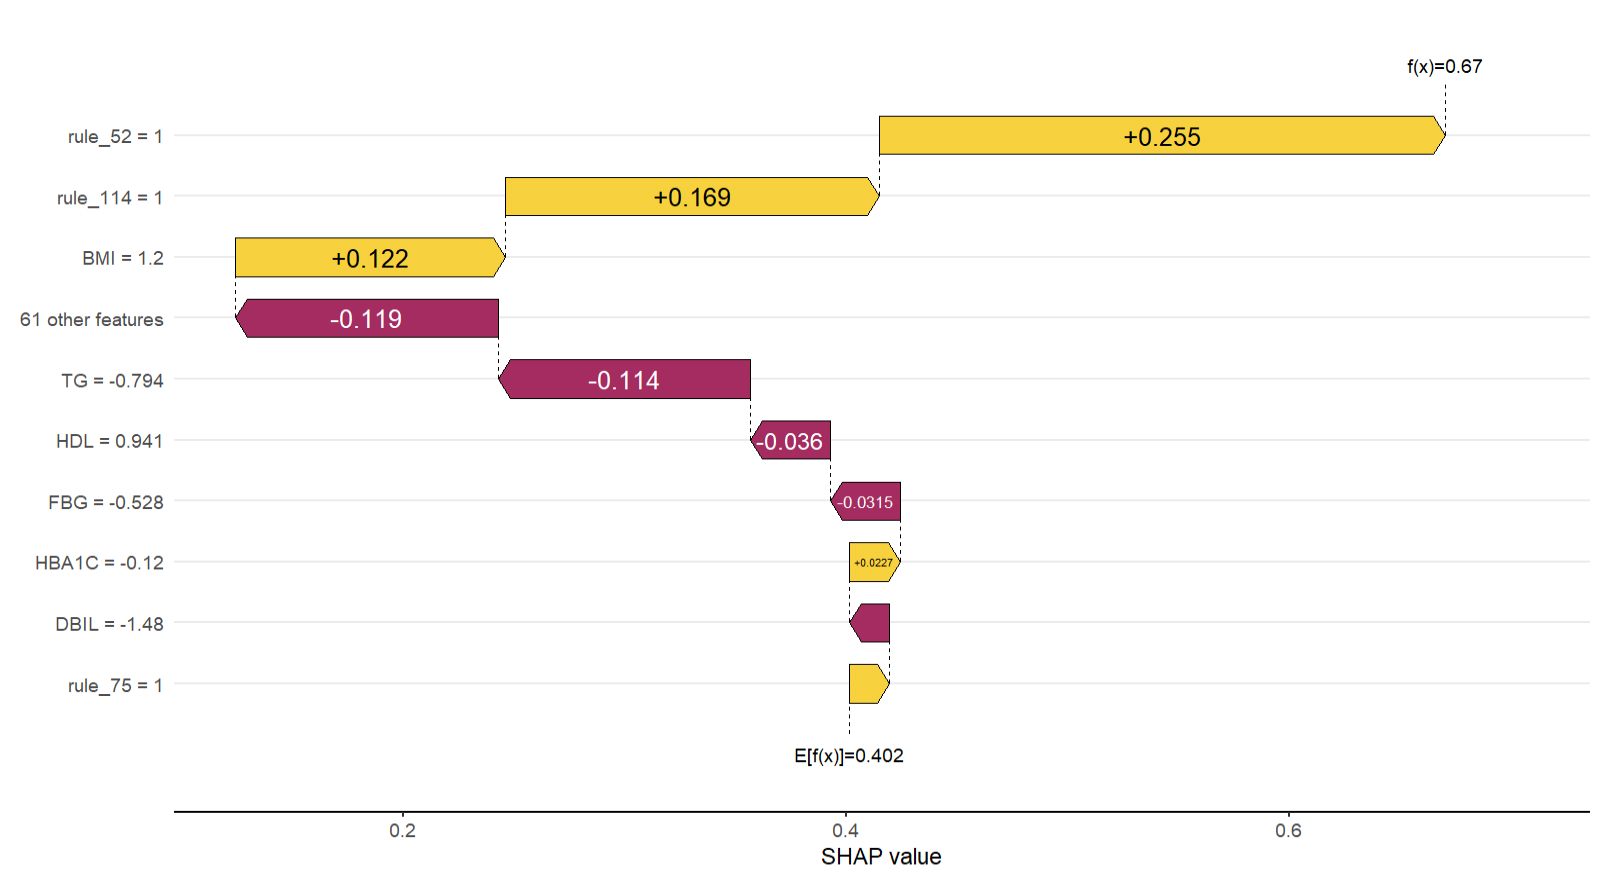 f(x)=0.67
rule_52 = 1
+0.255
rule_114 = 1
+0.169
BMI = 1.2
+0.122
61 other features
-0.119
TG = -0.794
-0.114
HDL = 0.941
-0.036
FBG = -0.528
-0.0315
HBA1C = -0.12
+0.0227
DBIL = -1.48
rule_75 = 1
E[f(x)]=0.402
0.2
0.4
0.6
SHAP value